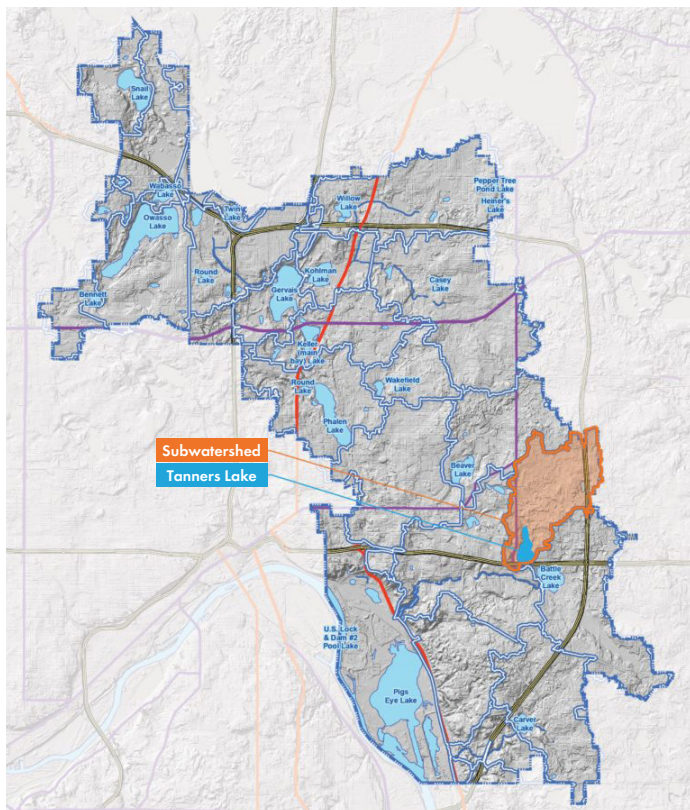 Snail
Lake
Wabasso
Lake
Owasso
Lake
Twin
Lake
Willow
Lake
Pepper Tree
Pond Lake
Heiner's
Lake
Round
Lake
Bennett
Lake
Kohlman
Lake
Gervais
Lake
Casey
Lake
Keller
(main
bay) Lake
Round
Lake
Wakefield
Lake
Phalen
Lake
Beaver
Lake
Subwatershed
Tanners Lake
Battle
Creek
Lake
U.S. Lock
& Dam #2
Pool Lake
Pigs
Eye Lake
Carver
Lake